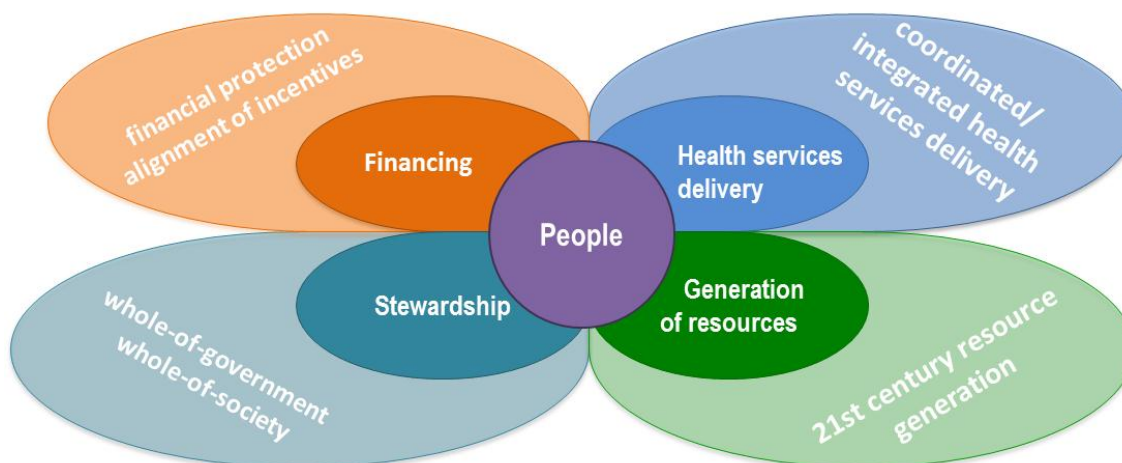 financial protection
alignment of incentives
Financing
coordinated/
integrated health
services delivery
Health services
delivery
People
Stewardship
whole-of-government
whole-of-society
Generation
of resources
21st century resource
generation